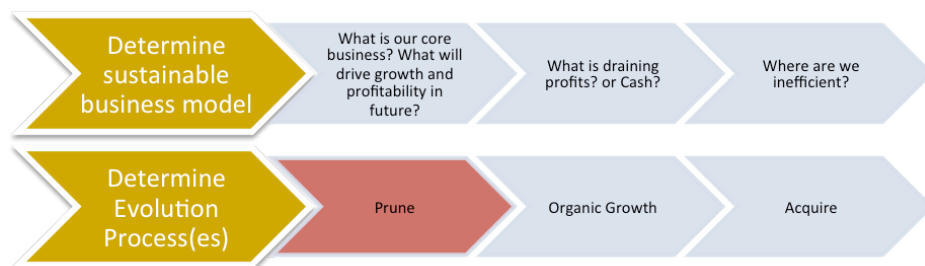 Determine
sustainable
business model
What is our core
business? What will
drive growth and
profitability in
future?
What is draining
profits? or Cash?
Where are we
inefficient?
Determine
Evolution
Process(es)
Prune
Organic Growth
Acquire